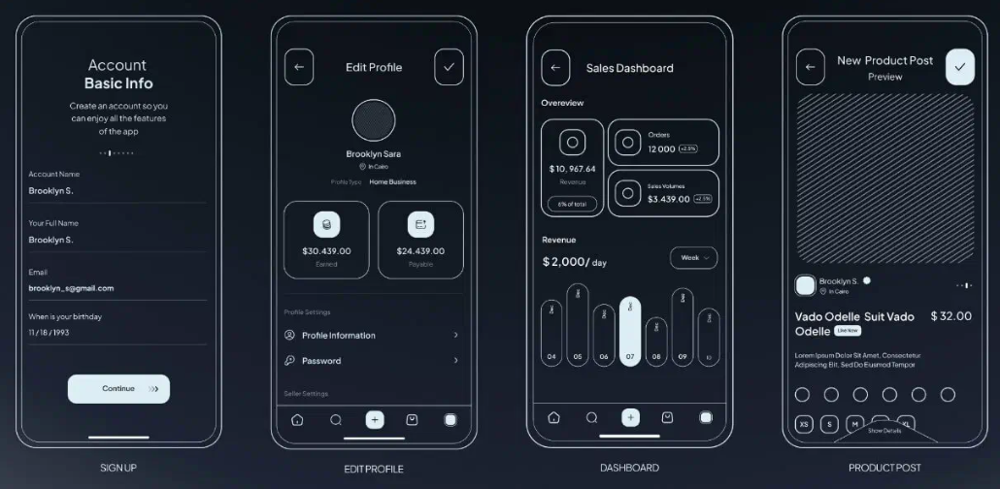 Account
Basic Info
Create an account so you
can enjoy all the features
of the app
Account Name
Brooklyn S.
Your Full Name
Brooklyn S.
Email
brooklyn_s@gmail.com
When is your birthday
11 / 18 / 1993
Continue
SIGN UP
Edit Profile
Brooklyn Sara
In Cairo
Profile Type Home Business
$30.439.00
Earned
$24.439.00
Payable
Profile Settings
Profile Information
Password
Seller Settings
EDIT PROFILE
Sales Dashboard
Overeview
$10,967.64
Revenue
6% of total
Orders
12 000 +2.5%
Sales Volumes
$3.439.00 +2.5%
Revenue
$2,000/ day
Week
Dec Dec Dec Dec Dec Dec Dec
04 05 06 07 08 09
DASHBOARD
New Product Post
Preview
Brooklyn S.
In Cairo
Vado Odelle Suit Vado $32.00
Odelle Like New
Lorem Ipsum Dolor Sit Amet, Consectetur
Adipiscing Elit, Sed Do Eiusmod Tempor
XS S M XL
Show Details
PRODUCT POST